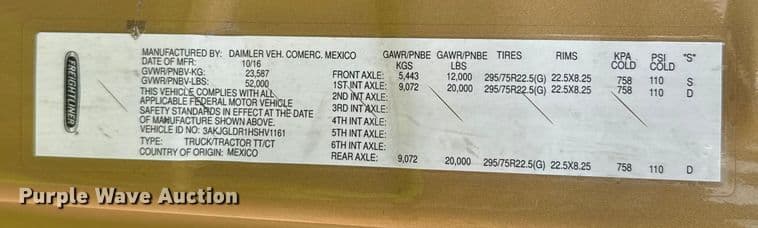 FREIGHTLINER
MANUFACTURED BY: DAIMLER VEH. COMERC. MEXICO
DATE OF MFR: 10/16
GVWR/PNBV-KG: 23,587
GVWR/PNBV-LBS: 52,000
THIS VEHICLE COMPLIES WITH ALL
APPLICABLE FEDERAL MOTOR VEHICLE
SAFETY STANDARDS IN EFFECT AT THE DATE
OF MANUFACTURE SHOWN ABOVE.
VEHICLE ID NO: 3AKJGLDR1HSHV1161
TYPE: TRUCK/TRACTOR TT/CT
COUNTRY OF ORIGIN: MEXICO
GAWR/PNBE GAWR/PNBE TIRES RIMS KPA PSI "S"
KGS LBS COLD COLD
FRONT AXLE: 5,443 12,000 295/75R22.5(G) 22.5X8.25 758 110 S
1ST INT AXLE: 9,072 20,000 295/75R22.5(G) 22.5X8.25 758 110 D
2ND INT AXLE:
3RD INT AXLE:
4TH INT AXLE:
5TH INT AXLE:
6TH INT AXLE:
REAR AXLE: 9,072 20,000 295/75R22.5(G) 22.5X8.25 758 110 D
Purple Wave Auction